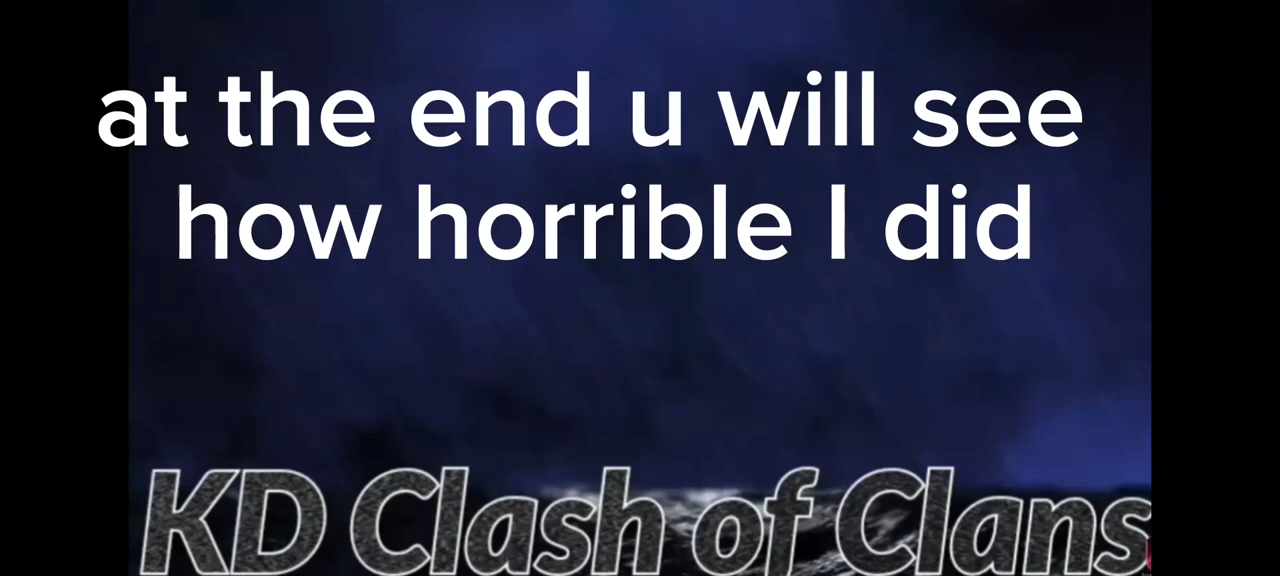 at the end u will see
how horrible I did
KD Clash of Clans